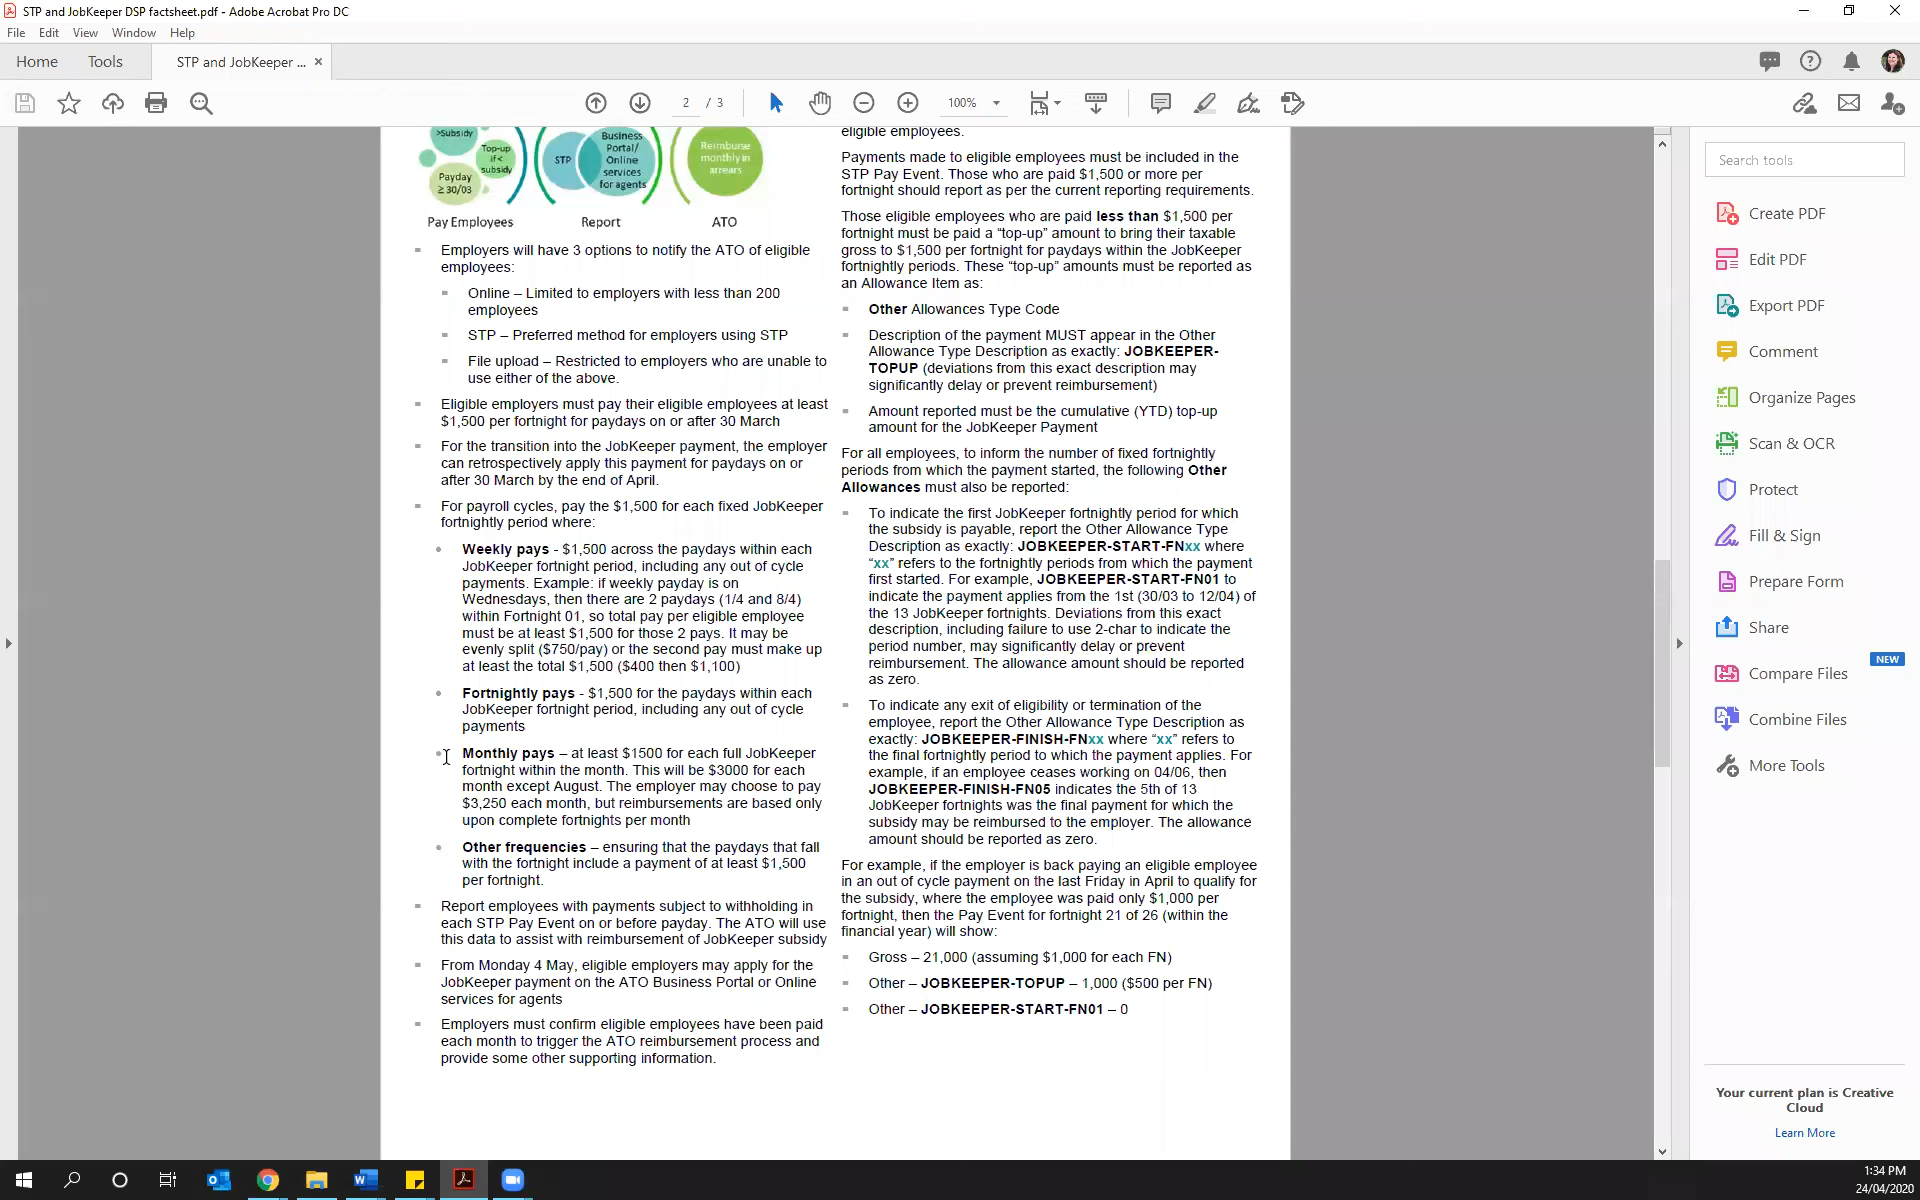 STP and JobKeeper DSP factsheet.pdf - Adobe Acrobat Pro DC
File Edit View Window Help
Home Tools STP and JobKeeper ... ×
2 / 3 100%
>Subsidy
Top-up
if <
subsidy
Payday
≥ 30/03
STP
Business
Portal/
Online
services
for agents
Reimburse
monthly in
arrears
Pay Employees Report ATO
Employers will have 3 options to notify the ATO of eligible
employees:
Online – Limited to employers with less than 200
employees
STP – Preferred method for employers using STP
File upload – Restricted to employers who are unable to
use either of the above.
Eligible employers must pay their eligible employees at least
$1,500 per fortnight for paydays on or after 30 March
For the transition into the JobKeeper payment, the employer
can retrospectively apply this payment for paydays on or
after 30 March by the end of April.
For payroll cycles, pay the $1,500 for each fixed JobKeeper
fortnightly period where:
Weekly pays - $1,500 across the paydays within each
JobKeeper fortnight period, including any out of cycle
payments. Example: if weekly payday is on
Wednesdays, then there are 2 paydays (1/4 and 8/4)
within Fortnight 01, so total pay per eligible employee
must be at least $1,500 for those 2 pays. It may be
evenly split ($750/pay) or the second pay must make up
at least the total $1,500 ($400 then $1,100)
Fortnightly pays - $1,500 for the paydays within each
JobKeeper fortnight period, including any out of cycle
payments
Monthly pays – at least $1500 for each full JobKeeper
fortnight within the month. This will be $3000 for each
month except August. The employer may choose to pay
$3,250 each month, but reimbursements are based only
upon complete fortnights per month
Other frequencies – ensuring that the paydays that fall
with the fortnight include a payment of at least $1,500
per fortnight.
Report employees with payments subject to withholding in
each STP Pay Event on or before payday. The ATO will use
this data to assist with reimbursement of JobKeeper subsidy
From Monday 4 May, eligible employers may apply for the
JobKeeper payment on the ATO Business Portal or Online
services for agents
Employers must confirm eligible employees have been paid
each month to trigger the ATO reimbursement process and
provide some other supporting information.
eligible employees.
Payments made to eligible employees must be included in the
STP Pay Event. Those who are paid $1,500 or more per
fortnight should report as per the current reporting requirements.
Those eligible employees who are paid less than $1,500 per
fortnight must be paid a “top-up” amount to bring their taxable
gross to $1,500 per fortnight for paydays within the JobKeeper
fortnightly periods. These “top-up” amounts must be reported as
an Allowance Item as:
Other Allowances Type Code
Description of the payment MUST appear in the Other
Allowance Type Description as exactly: JOBKEEPER-
TOPUP (deviations from this exact description may
significantly delay or prevent reimbursement)
Amount reported must be the cumulative (YTD) top-up
amount for the JobKeeper Payment
For all employees, to inform the number of fixed fortnightly
periods from which the payment started, the following Other
Allowances must also be reported:
To indicate the first JobKeeper fortnightly period for which
the subsidy is payable, report the Other Allowance Type
Description as exactly: JOBKEEPER-START-FNxx where
“xx” refers to the fortnightly periods from which the payment
first started. For example, JOBKEEPER-START-FN01 to
indicate the payment applies from the 1st (30/03 to 12/04) of
the 13 JobKeeper fortnights. Deviations from this exact
description, including failure to use 2-char to indicate the
period number, may significantly delay or prevent
reimbursement. The allowance amount should be reported
as zero.
To indicate any exit of eligibility or termination of the
employee, report the Other Allowance Type Description as
exactly: JOBKEEPER-FINISH-FNxx where “xx” refers to
the final fortnightly period to which the payment applies. For
example, if an employee ceases working on 04/06, then
JOBKEEPER-FINISH-FN05 indicates the 5th of 13
JobKeeper fortnights was the final payment for which the
subsidy may be reimbursed to the employer. The allowance
amount should be reported as zero.
For example, if the employer is back paying an eligible employee
in an out of cycle payment on the last Friday in April to qualify for
the subsidy, where the employee was paid only $1,000 per
fortnight, then the Pay Event for fortnight 21 of 26 (within the
financial year) will show:
Gross – 21,000 (assuming $1,000 for each FN)
Other – JOBKEEPER-TOPUP – 1,000 ($500 per FN)
Other – JOBKEEPER-START-FN01 – 0
Search tools
Create PDF
Edit PDF
Export PDF
Comment
Organize Pages
Scan & OCR
Protect
Fill & Sign
Prepare Form
Share
NEW
Compare Files
Combine Files
More Tools
Your current plan is Creative
Cloud
Learn More
1:34 PM
24/04/2020